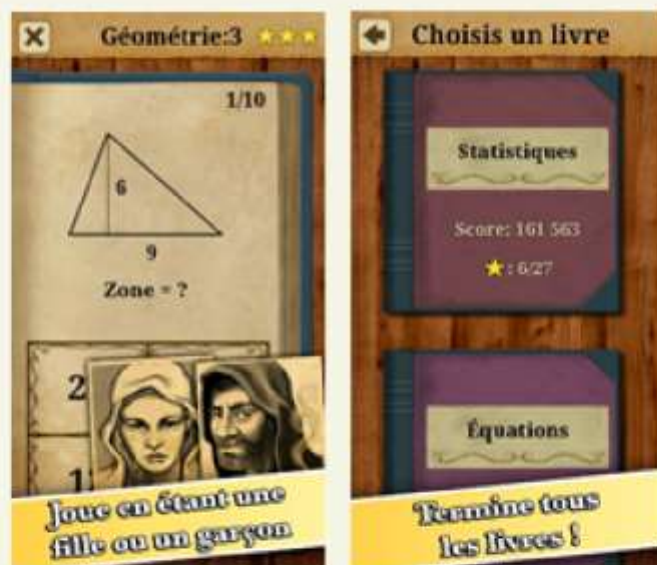 Géométrie:3
1/10
6
9
Zone = ?
2
1
Joue en étant une
fille ou un garçon
Choisis un livre
Statistiques
Score: 161 563
: 6/27
Équations
Termine tous
les livres !